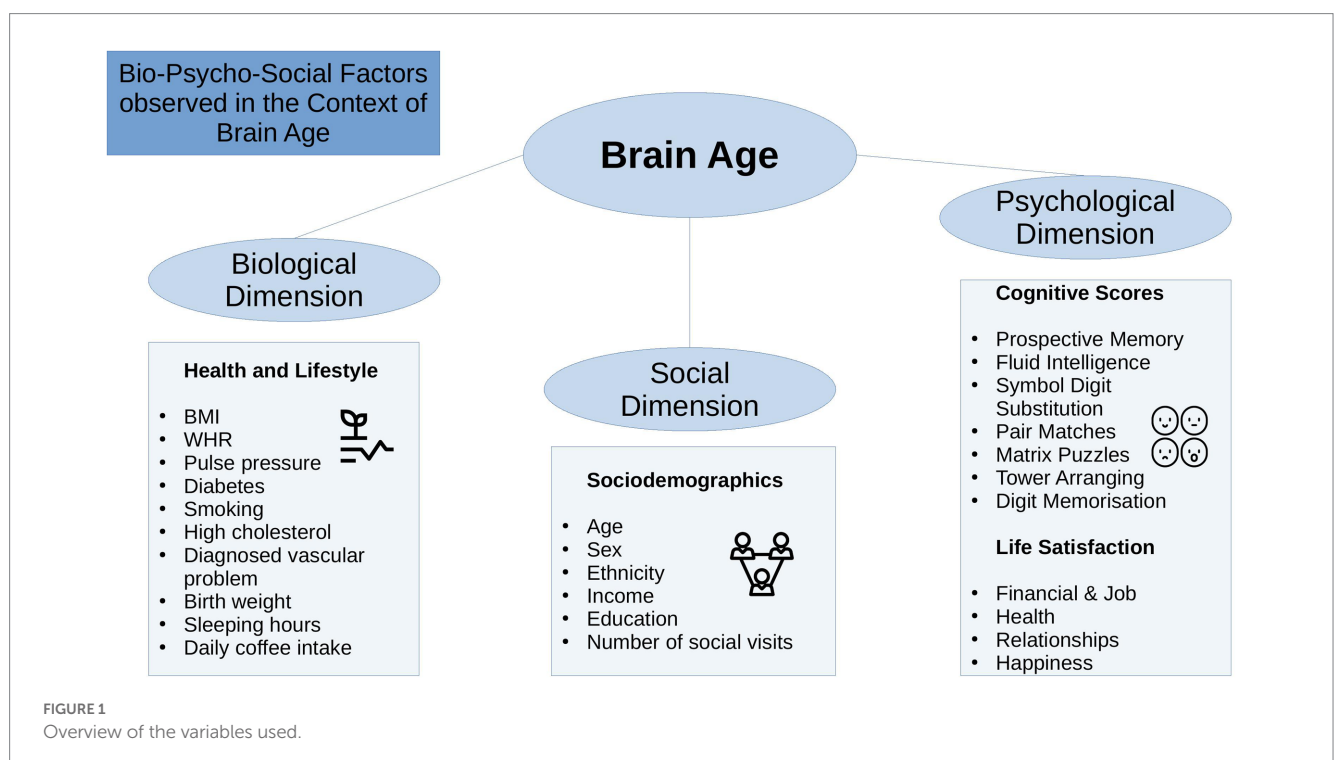 Bio-Psycho-Social Factors
observed in the Context of
Brain Age
Brain Age
Biological
Dimension
Health and Lifestyle
• BMI
• WHR
• Pulse pressure
• Diabetes
• Smoking
• High cholesterol
• Diagnosed vascular
problem
• Birth weight
• Sleeping hours
• Daily coffee intake
Social
Dimension
Sociodemographics
• Age
• Sex
• Ethnicity
• Income
• Education
• Number of social visits
Psychological
Dimension
Cognitive Scores
• Prospective Memory
• Fluid Intelligence
• Symbol Digit
Substitution
• Pair Matches
• Matrix Puzzles
• Tower Arranging
• Digit Memorisation
Life Satisfaction
• Financial & Job
• Health
• Relationships
• Happiness
FIGURE 1
Overview of the variables used.